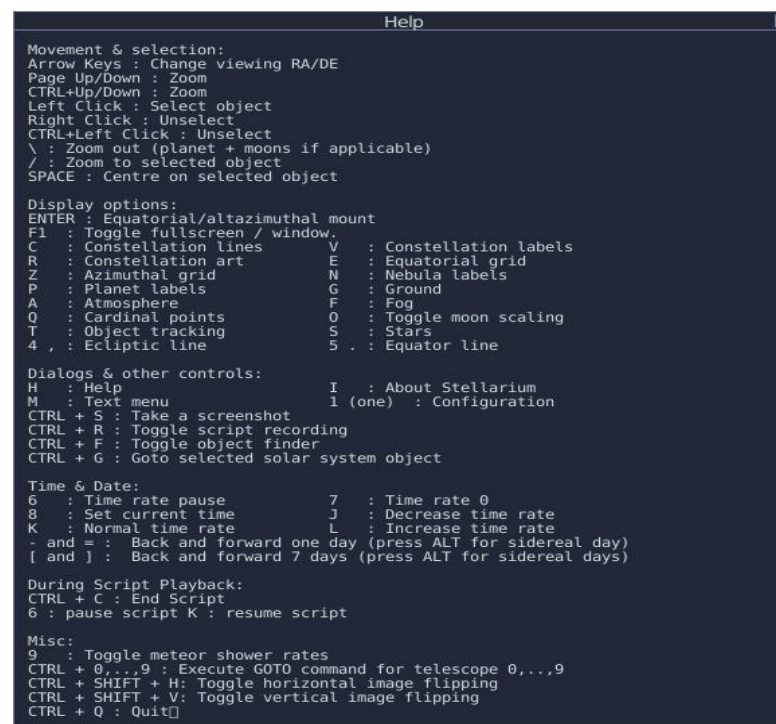 Help
Movement & selection:
Arrow Keys : Change viewing RA/DE
Page Up/Down : Zoom
CTRL+Up/Down : Zoom
Left Click : Select object
Right Click : Unselect
CTRL+Left Click : Unselect
\ : Zoom out (planet + moons if applicable)
/ : Zoom to selected object
SPACE : Centre on selected object
Display options:
ENTER : Equatorial/altazimuthal mount
F1 : Toggle fullscreen / window.
C : Constellation lines V : Constellation labels
R : Constellation art E : Equatorial grid
Z : Azimuthal grid N : Nebula labels
P : Planet labels G : Ground
A : Atmosphere F : Fog
Q : Cardinal points O : Toggle moon scaling
T : Object tracking S : Stars
4 , : Ecliptic line 5 . : Equator line
Dialogs & other controls:
H : Help I : About Stellarium
M : Text menu 1 (one) : Configuration
CTRL + S : Take a screenshot
CTRL + R : Toggle script recording
CTRL + F : Toggle object finder
CTRL + G : Goto selected solar system object
Time & Date:
6 : Time rate pause 7 : Time rate 0
8 : Set current time J : Decrease time rate
K : Normal time rate L : Increase time rate
- and = : Back and forward one day (press ALT for sidereal day)
[ and ] : Back and forward 7 days (press ALT for sidereal days)
During Script Playback:
CTRL + C : End Script
6 : pause script K : resume script
Misc:
9 : Toggle meteor shower rates
CTRL + 0,..,9 : Execute GOTO command for telescope 0,..,9
CTRL + SHIFT + H: Toggle horizontal image flipping
CTRL + SHIFT + V: Toggle vertical image flipping
CTRL + Q : Quit